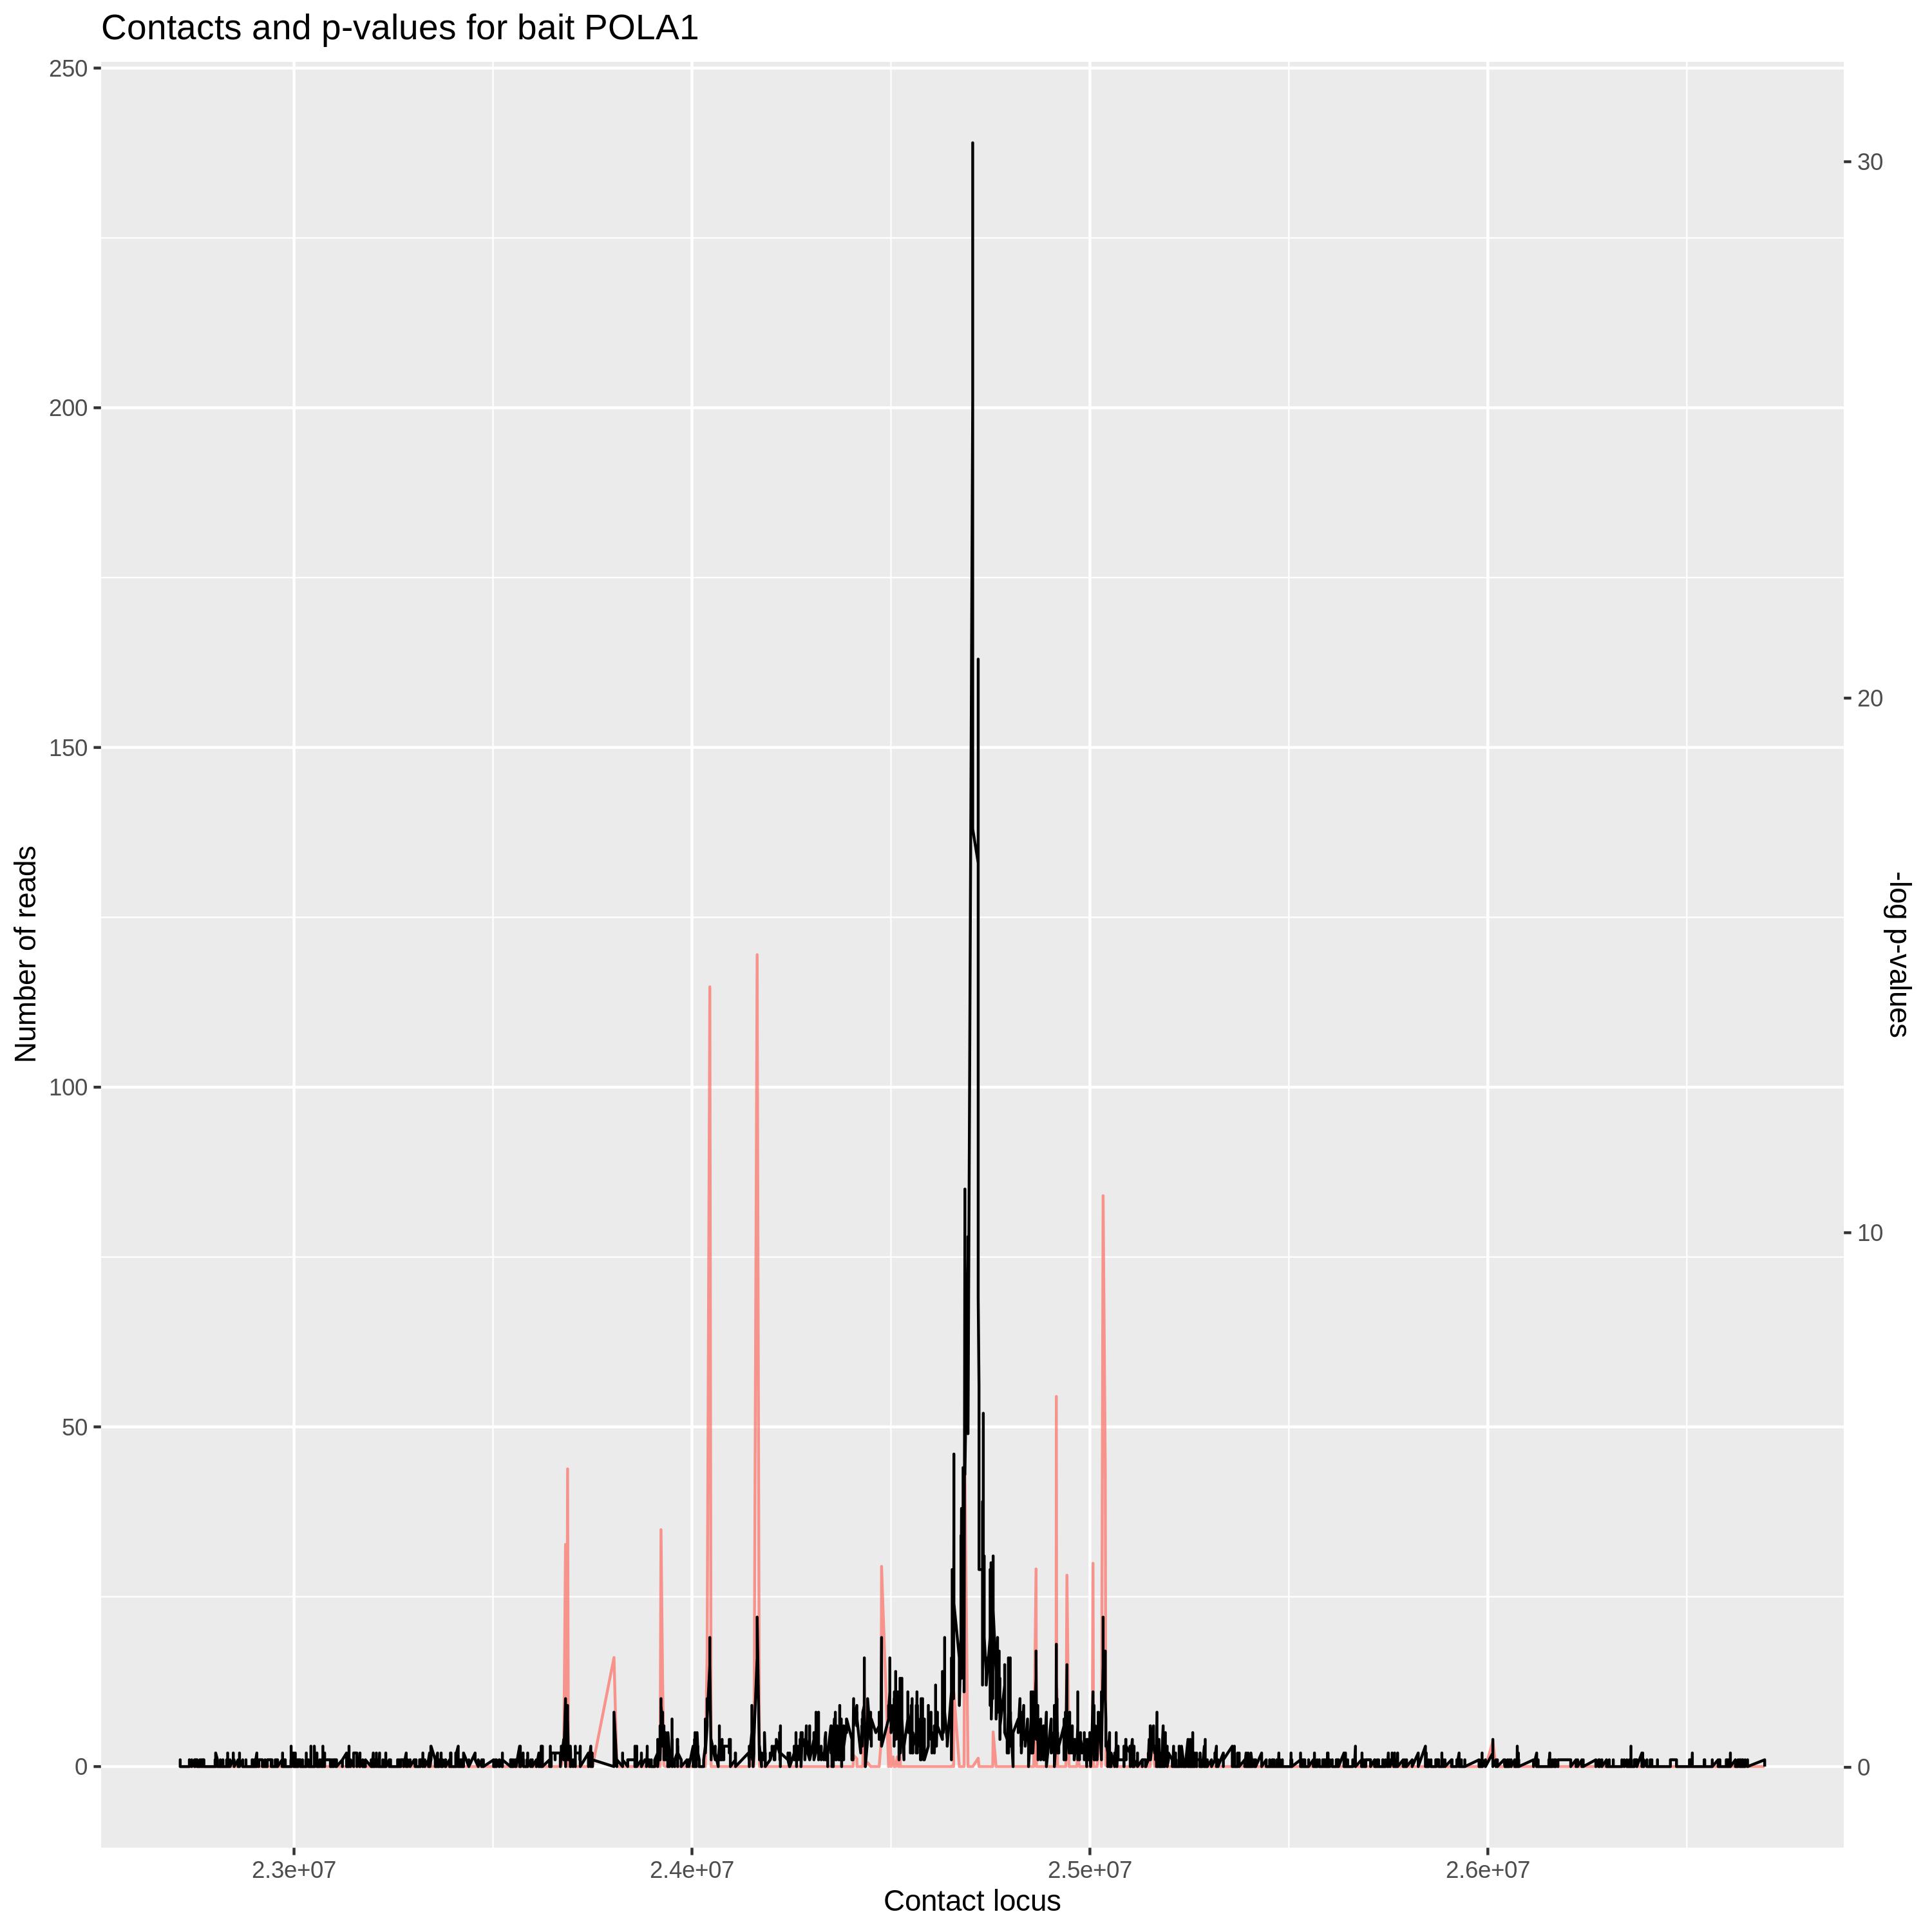 Contacts and p-values for bait POLA1
250
200
150
100
50
0
Number of reads
30
20
10
0
-log p-values
2.3e+07
2.4e+07
2.5e+07
2.6e+07
Contact locus